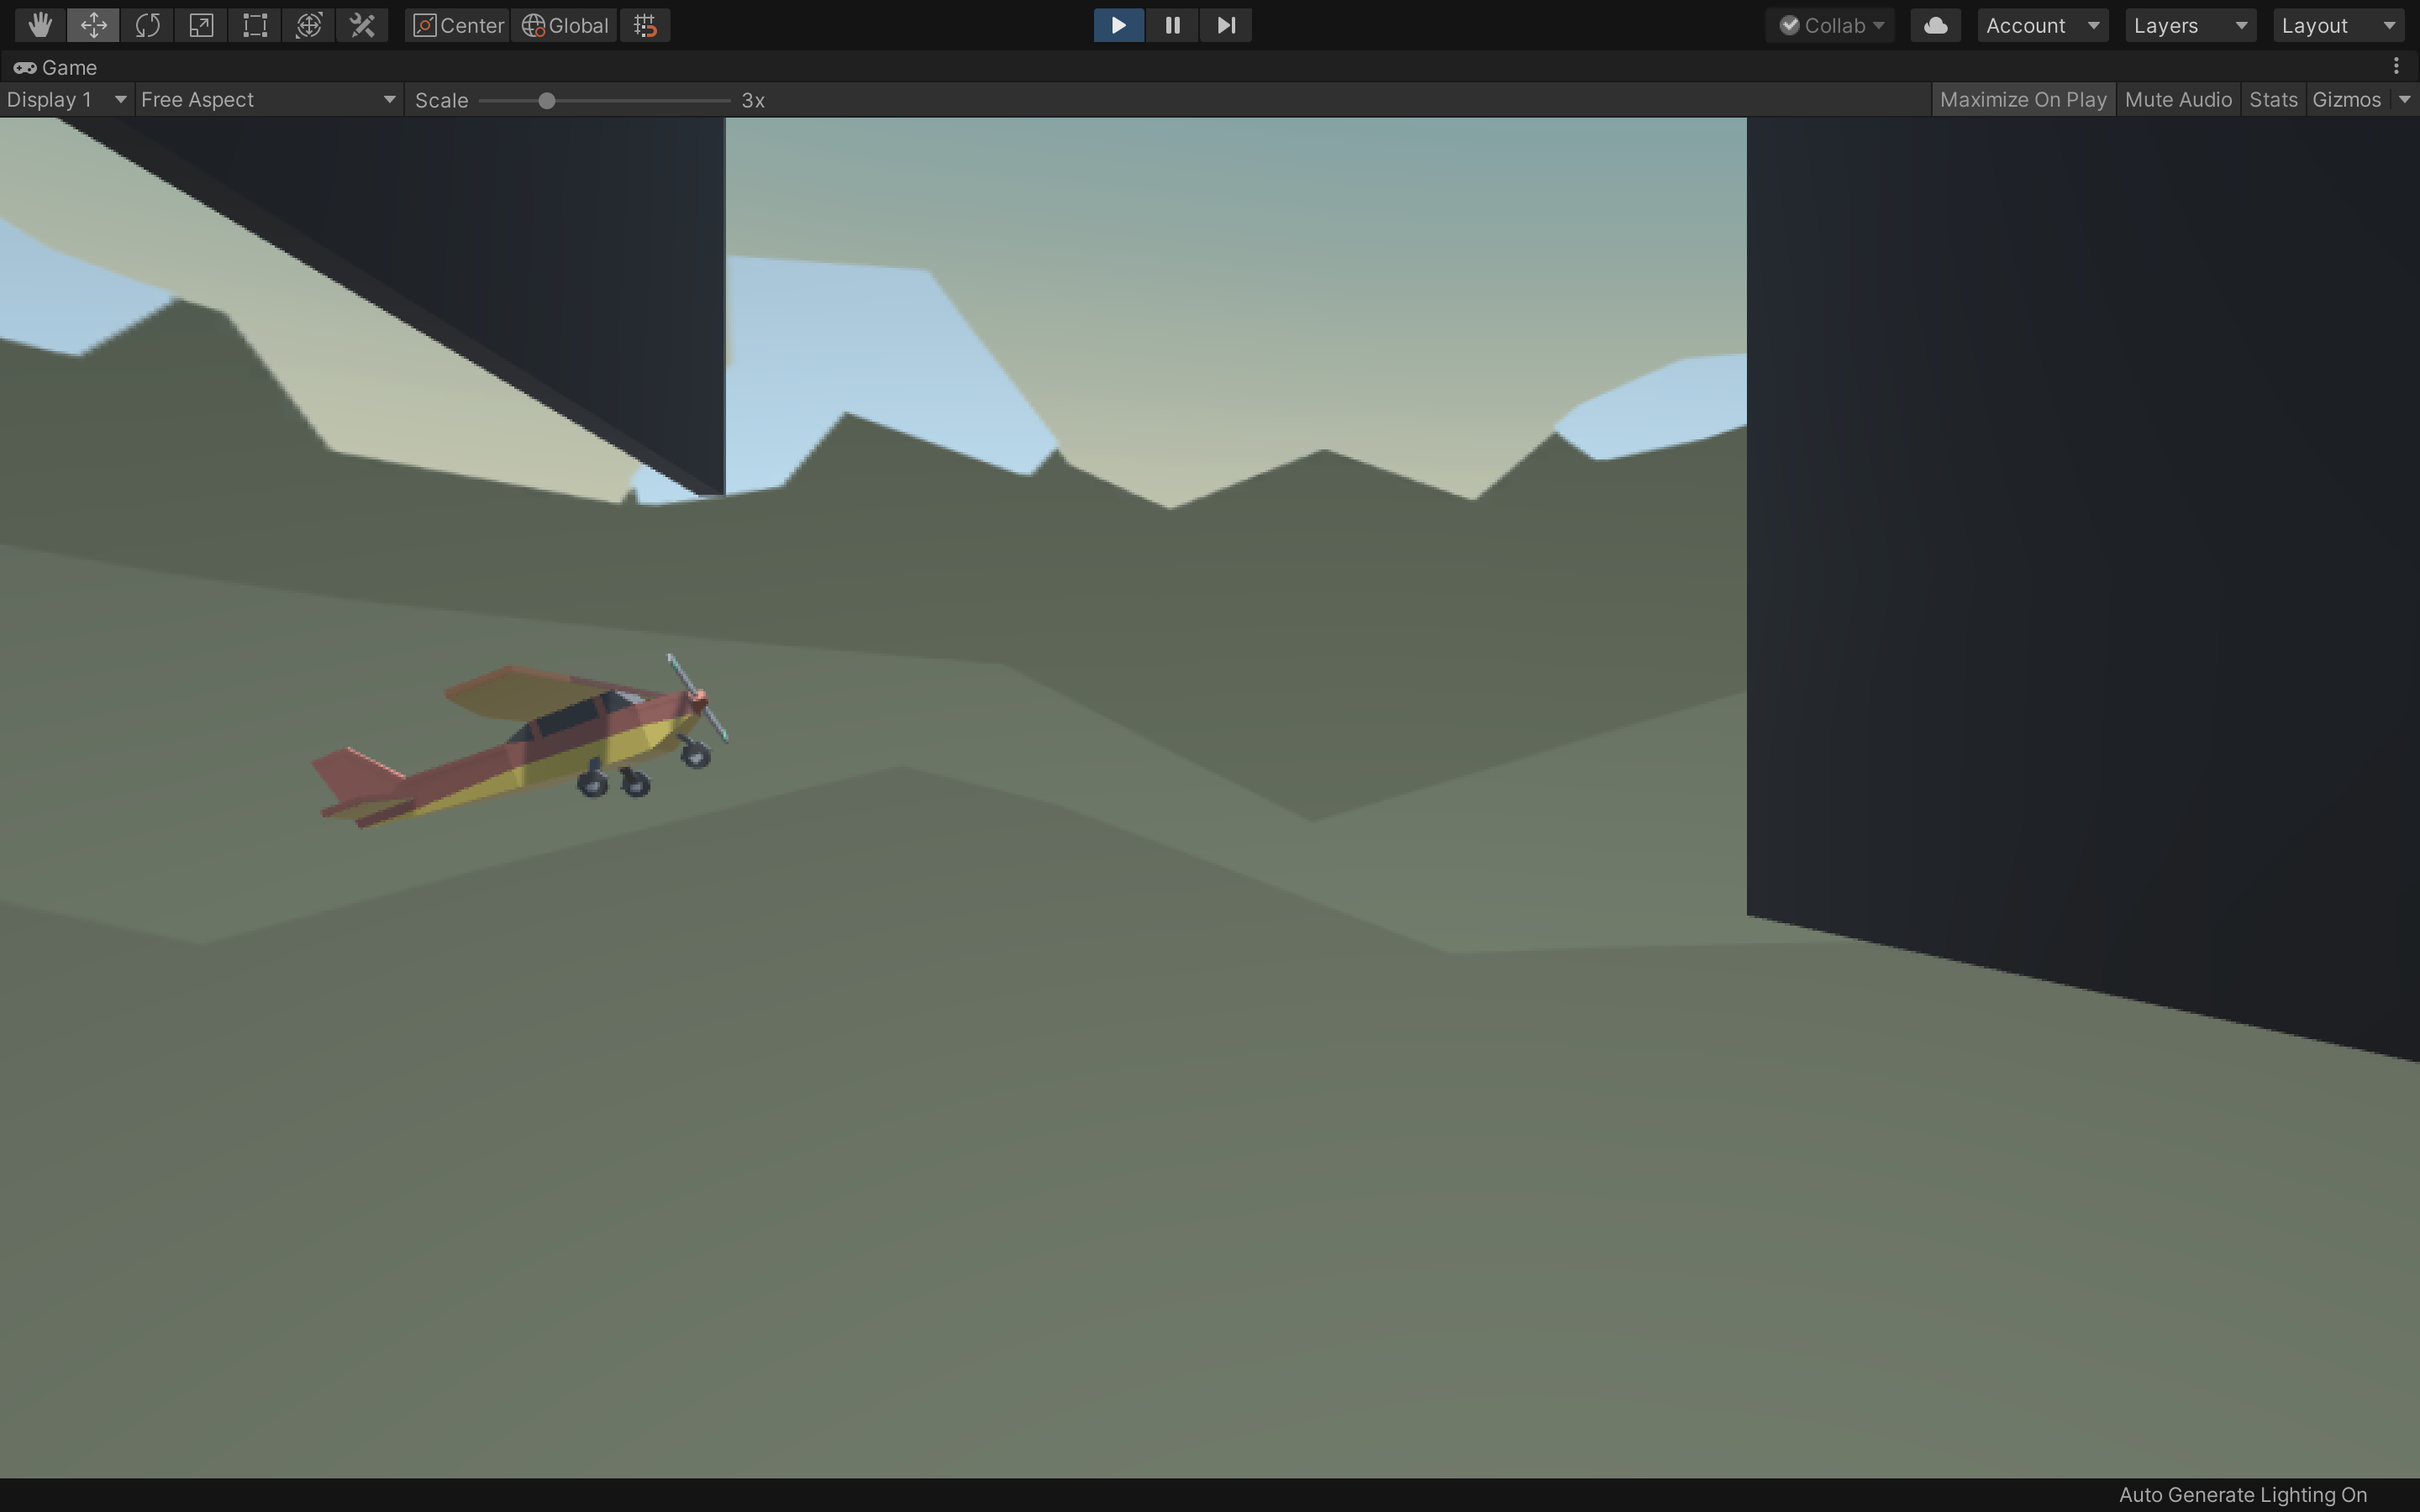 Center Global Collab Account Layers Layout
Game
Display 1 Free Aspect Scale 3x Maximize On Play Mute Audio Stats Gizmos
Auto Generate Lighting On